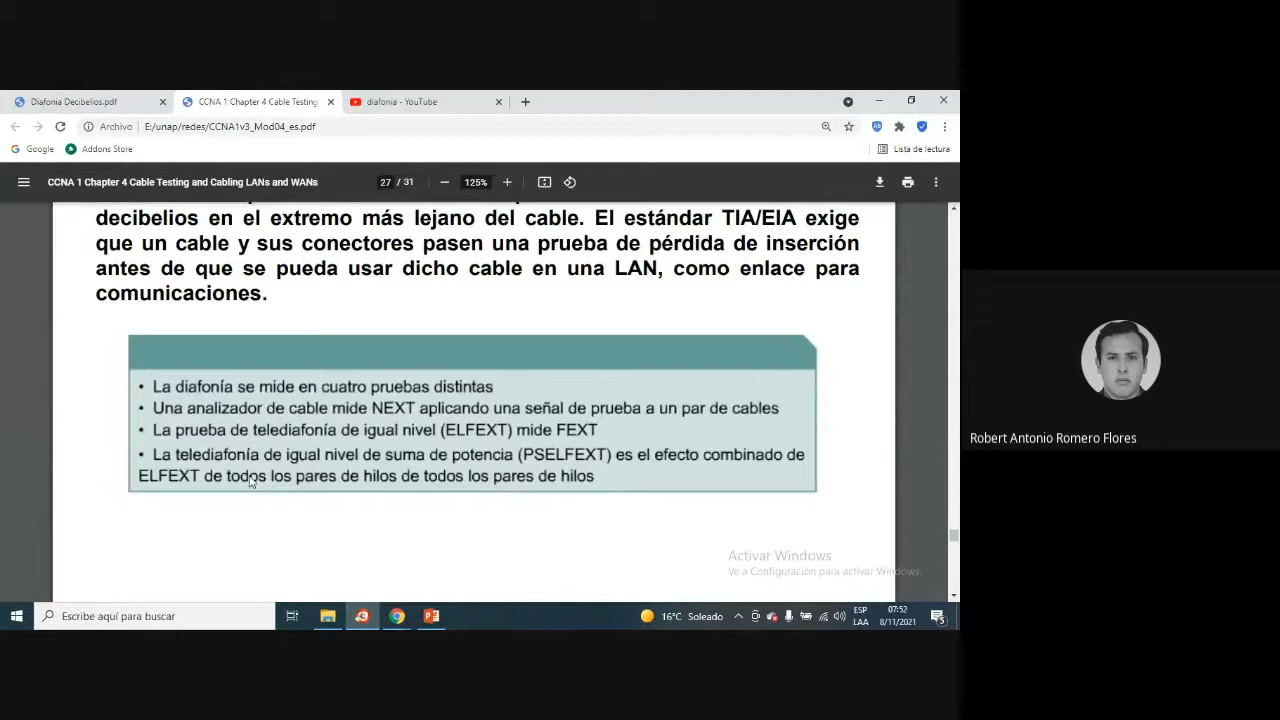 Diafonia Decibelios.pdf
CCNA 1 Chapter 4 Cable Testing
diafonia - YouTube
Archivo
E:/unap/redes/CCNA1v3_Mod04_es.pdf
Google
Addons Store
Lista de lectura
CCNA 1 Chapter 4 Cable Testing and Cabling LANs and WANs
27 / 31
125%
decibelios en el extremo más lejano del cable. El estándar TIA/EIA exige
que un cable y sus conectores pasen una prueba de pérdida de inserción
antes de que se pueda usar dicho cable en una LAN, como enlace para
comunicaciones.
• La diafonía se mide en cuatro pruebas distintas
• Una analizador de cable mide NEXT aplicando una señal de prueba a un par de cables
• La prueba de telediafonía de igual nivel (ELFEXT) mide FEXT
• La telediafonía de igual nivel de suma de potencia (PSELFEXT) es el efecto combinado de
ELFEXT de todos los pares de hilos de todos los pares de hilos
Activar Windows
Ve a Configuración para activar Windows.
Robert Antonio Romero Flores
Escribe aquí para buscar
16°C Soleado
ESP
LAA
07:52
8/11/2021
5